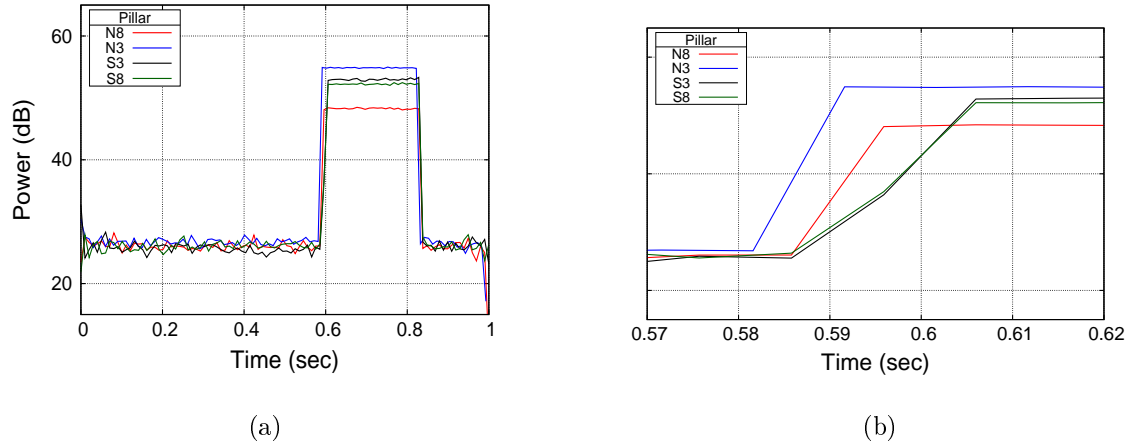 60
40
20
Power (dB)
Pillar
N8
N3
S3
S8
0
0.2
0.4
0.6
0.8
1
Time (sec)
(a)
Pillar
N8
N3
S3
S8
0.57
0.58
0.59
0.6
0.61
0.62
Time (sec)
(b)